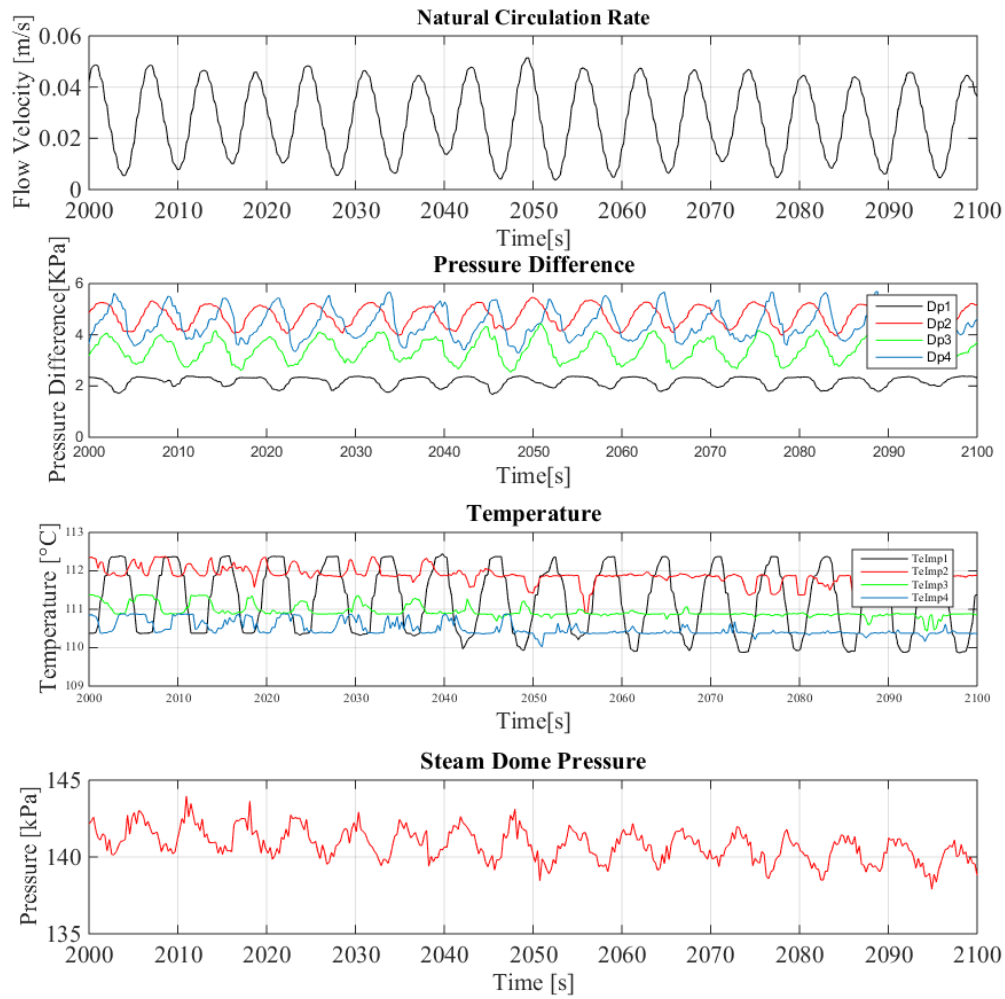 Natural Circulation Rate
Flow Velocity [m/s]
0.06
0.04
0.02
0
2000 2010 2020 2030 2040 2050 2060 2070 2080 2090 2100
Time[s]
Pressure Difference
Pressure Difference[KPa]
6
4
2
0
Dp1
Dp2
Dp3
Dp4
2000 2010 2020 2030 2040 2050 2060 2070 2080 2090 2100
Time[s]
Temperature
Temperature [°C]
113
112
111
110
109
TeImp1
TeImp2
TeImp3
TeImp4
2000 2010 2020 2030 2040 2050 2060 2070 2080 2090 2100
Time[s]
Steam Dome Pressure
Pressure [kPa]
145
140
135
2000 2010 2020 2030 2040 2050 2060 2070 2080 2090 2100
Time [s]